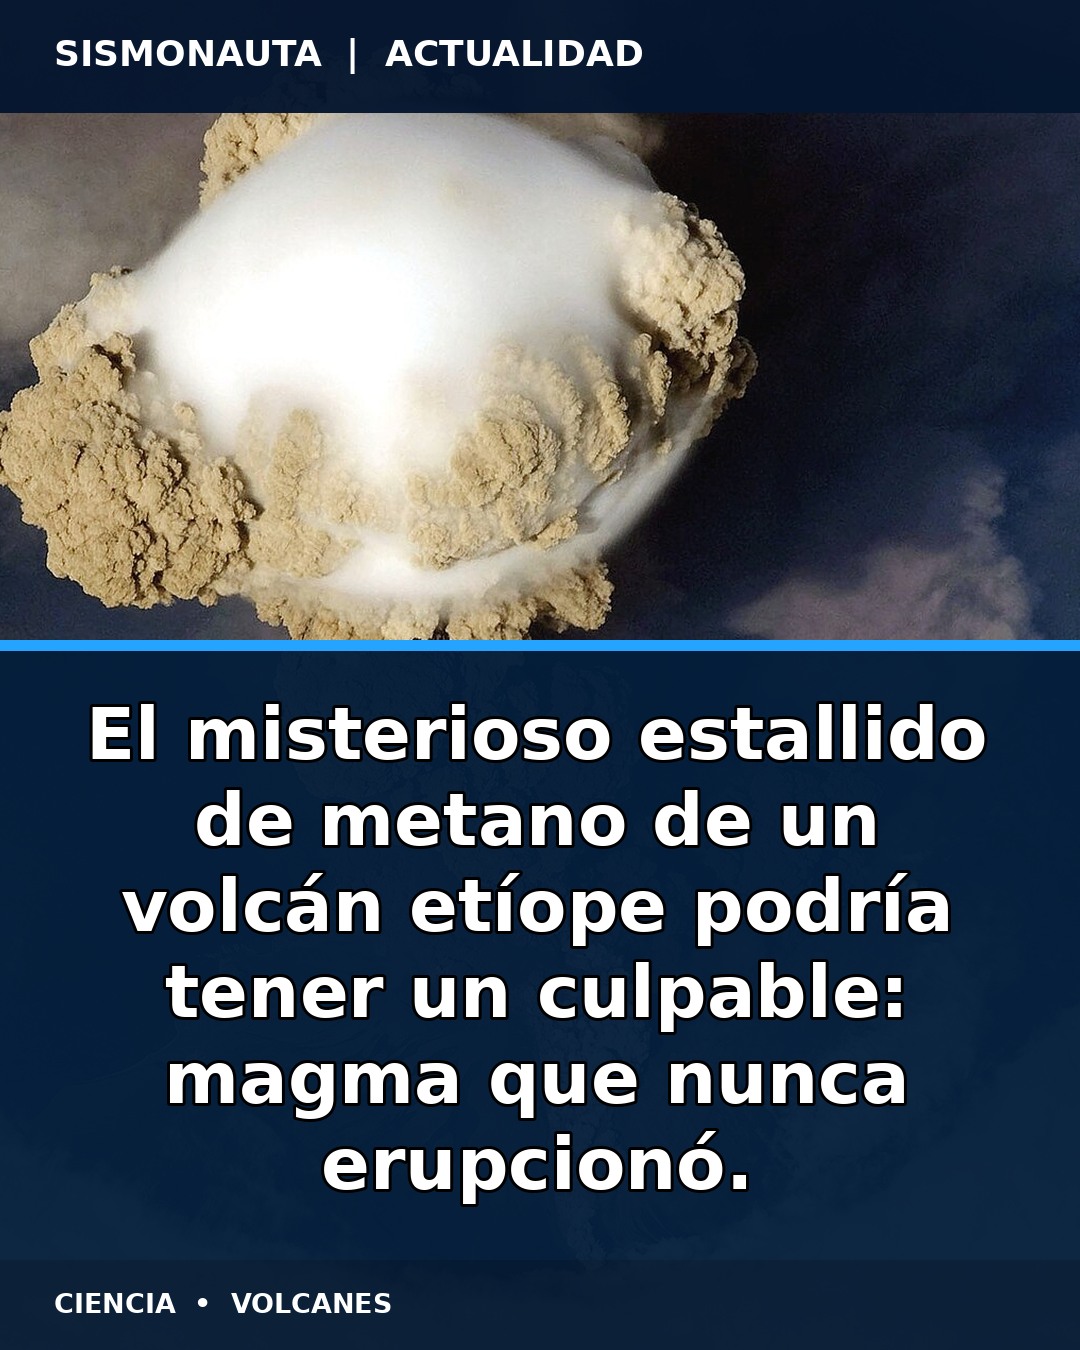 SISMONAUTA | ACTUALIDAD
El misterioso estallido
de metano de un
volcán etíope podría
tener un culpable:
magma que nunca
erupcionó.
CIENCIA • VOLCANES